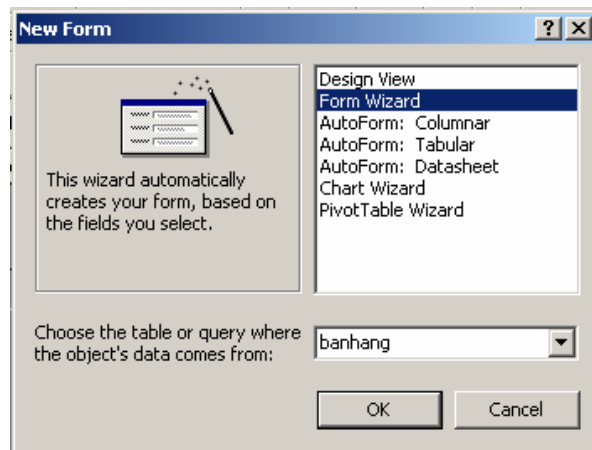 New Form
Design View
Form Wizard
AutoForm: Columnar
AutoForm: Tabular
AutoForm: Datasheet
Chart Wizard
PivotTable Wizard
This wizard automatically
creates your form, based on
the fields you select.
Choose the table or query where
the object's data comes from:
banhang
OK
Cancel